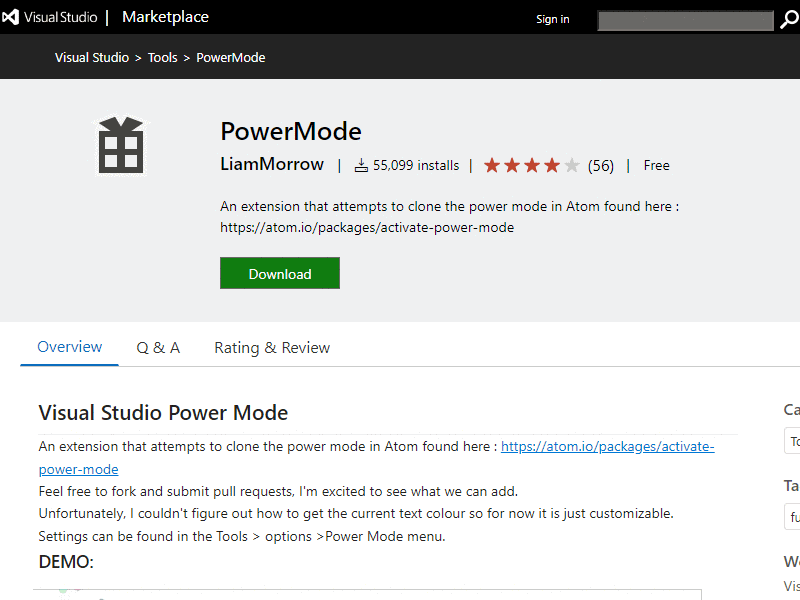 Visual Studio | Marketplace
Sign in
Visual Studio > Tools > PowerMode
PowerMode
LiamMorrow | 55,099 installs | (56) | Free
An extension that attempts to clone the power mode in Atom found here :
https://atom.io/packages/activate-power-mode
Download
Overview Q & A Rating & Review
Visual Studio Power Mode
An extension that attempts to clone the power mode in Atom found here : https://atom.io/packages/activate-
power-mode
Feel free to fork and submit pull requests, I'm excited to see what we can add.
Unfortunately, I couldn't figure out how to get the current text colour so for now it is just customizable.
Settings can be found in the Tools > options >Power Mode menu.
DEMO: